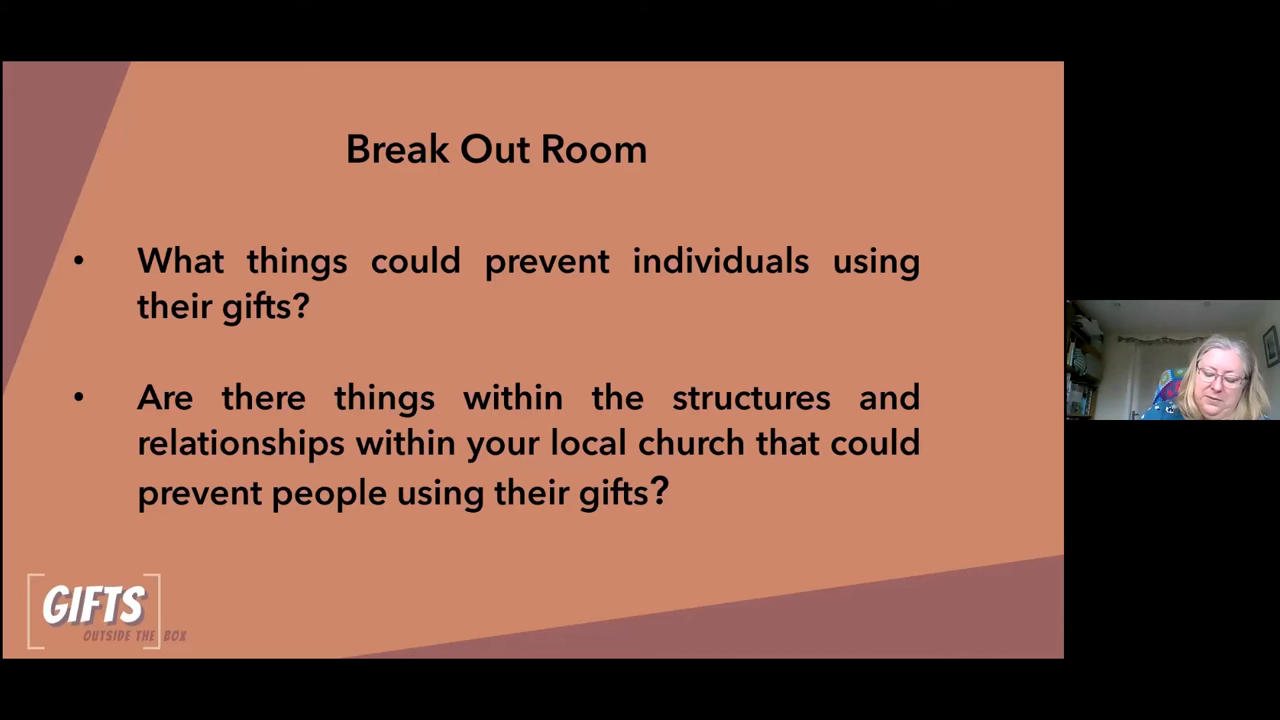 Break Out Room
• What things could prevent individuals using
their gifts?
• Are there things within the structures and
relationships within your local church that could
prevent people using their gifts?
GIFTS
OUTSIDE THE BOX